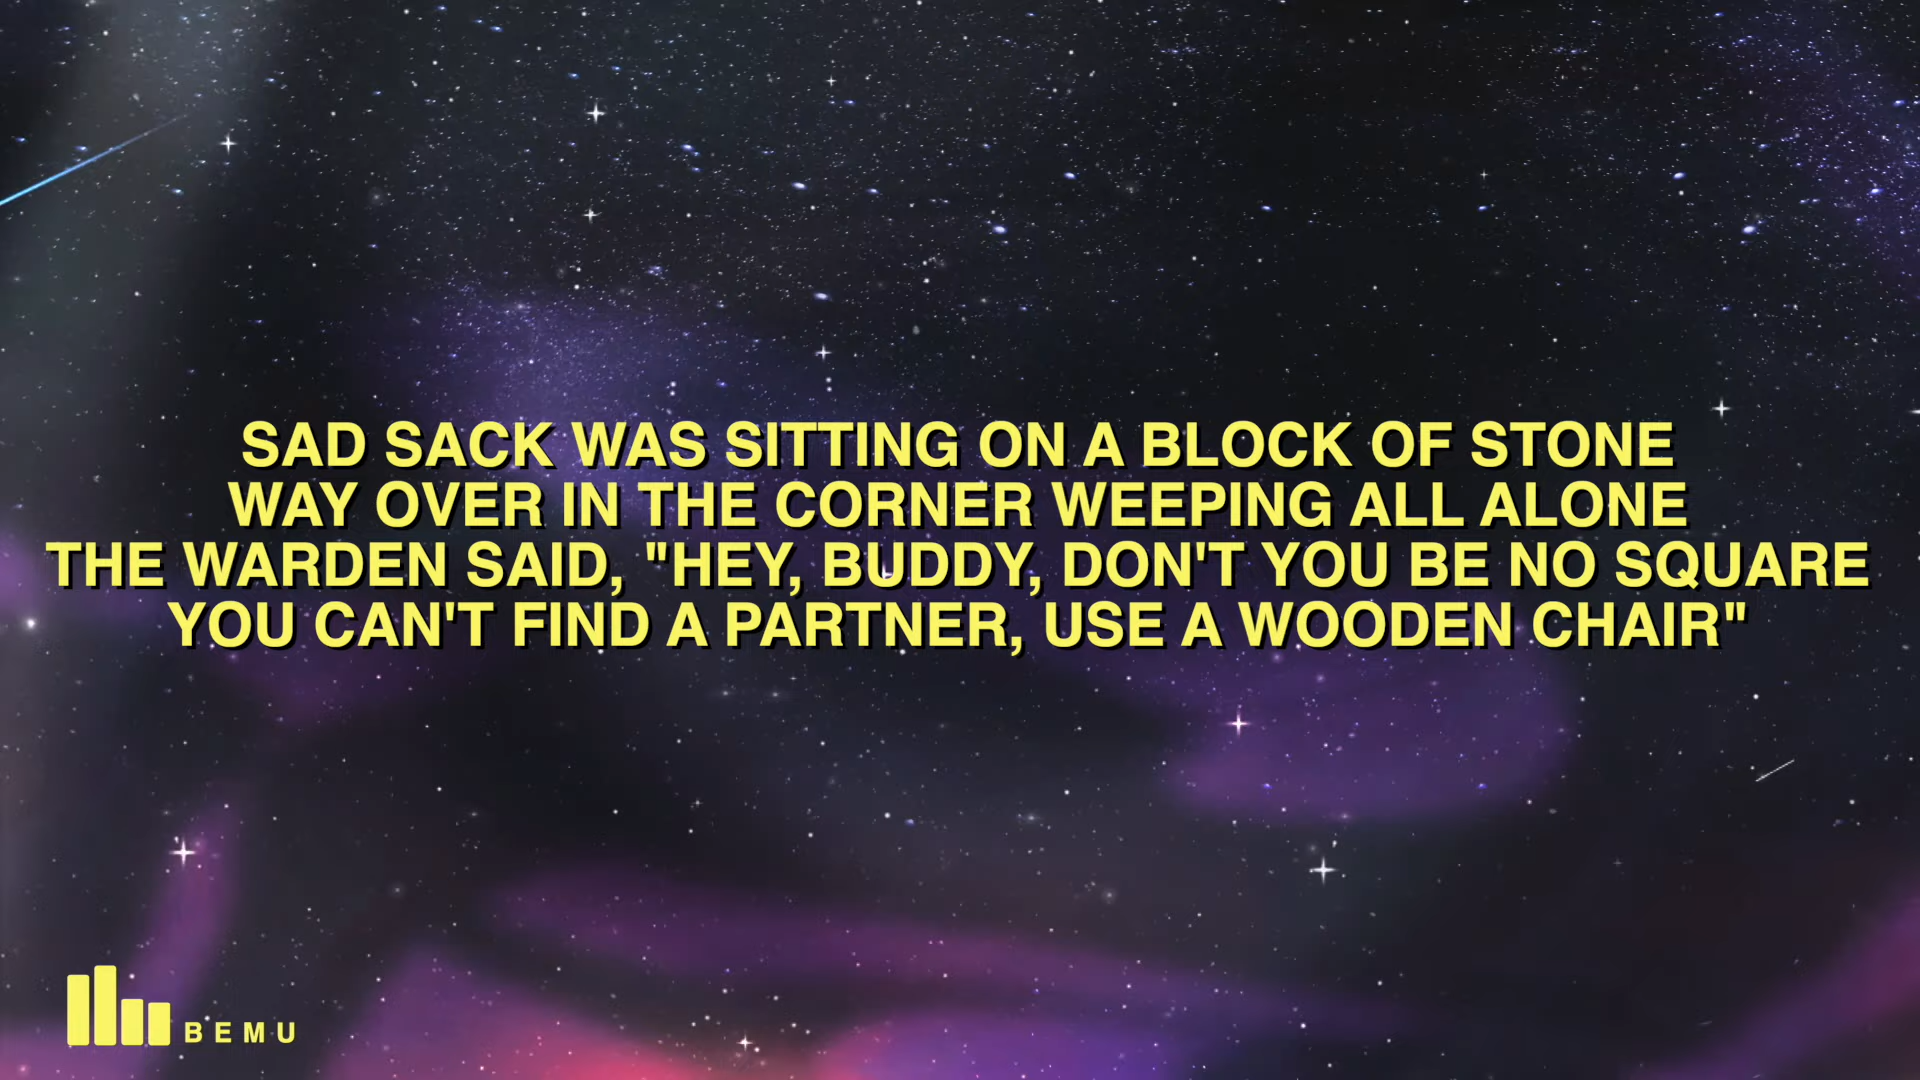 SAD SACK WAS SITTING ON A BLOCK OF STONE
WAY OVER IN THE CORNER WEEPING ALL ALONE
THE WARDEN SAID, "HEY, BUDDY, DON'T YOU BE NO SQUARE
YOU CAN'T FIND A PARTNER, USE A WOODEN CHAIR"
BEMU